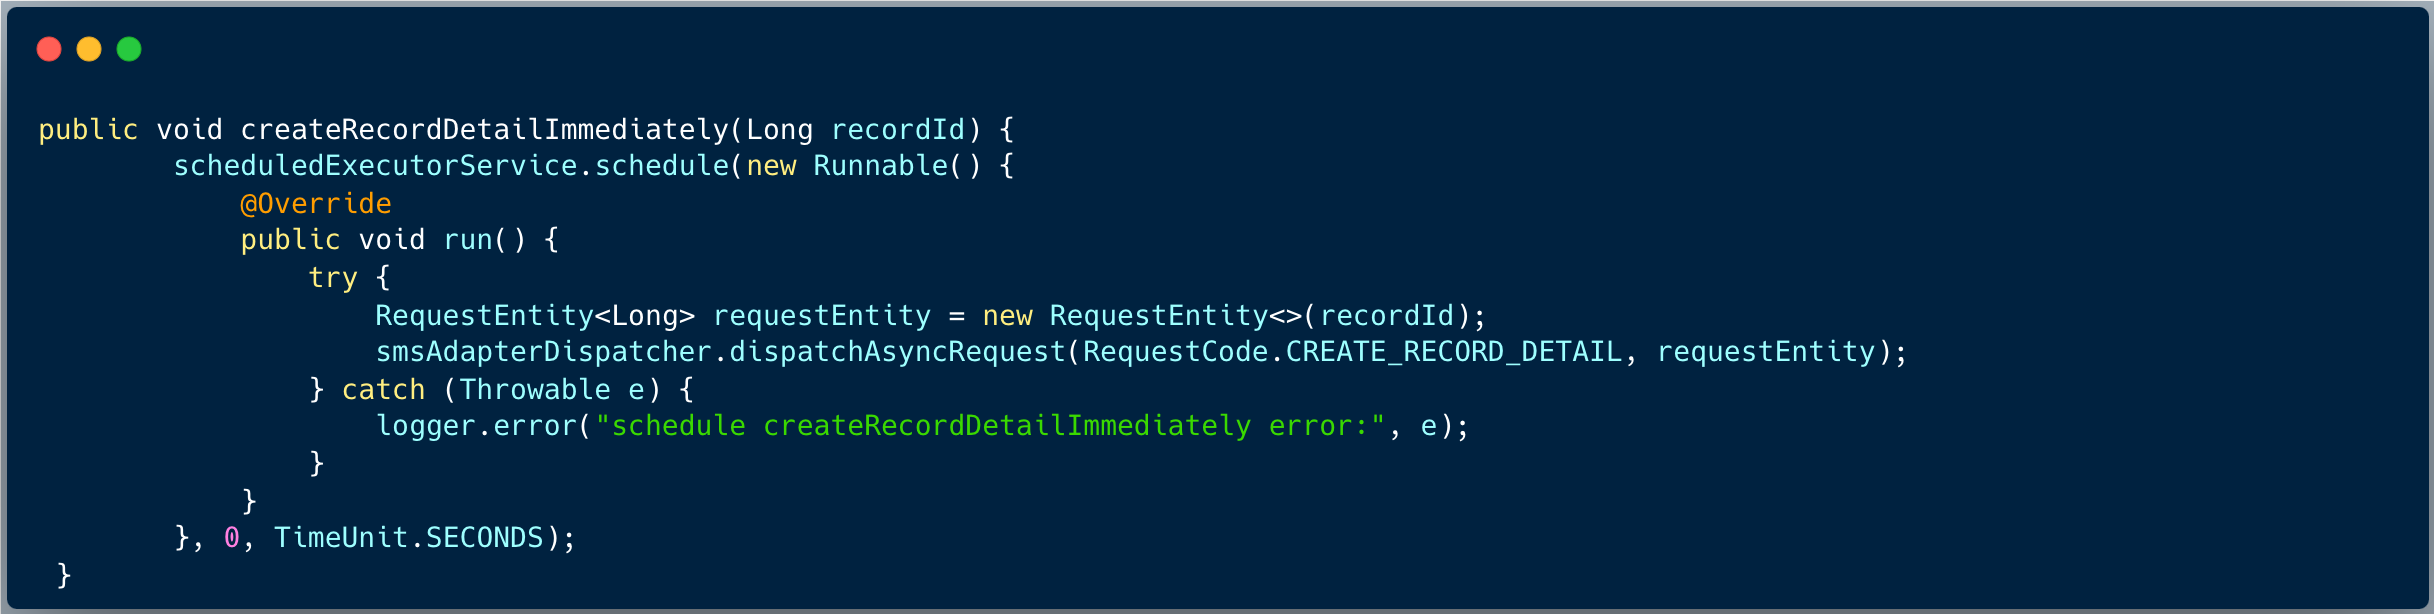 public void createRecordDetailImmediately(Long recordId) {
        scheduledExecutorService.schedule(new Runnable() {
            @Override
            public void run() {
                try {
                    RequestEntity<Long> requestEntity = new RequestEntity<>(recordId);
                    smsAdapterDispatcher.dispatchAsyncRequest(RequestCode.CREATE_RECORD_DETAIL, requestEntity);
                } catch (Throwable e) {
                    logger.error("schedule createRecordDetailImmediately error:", e);
                }
            }
        }, 0, TimeUnit.SECONDS);
 }